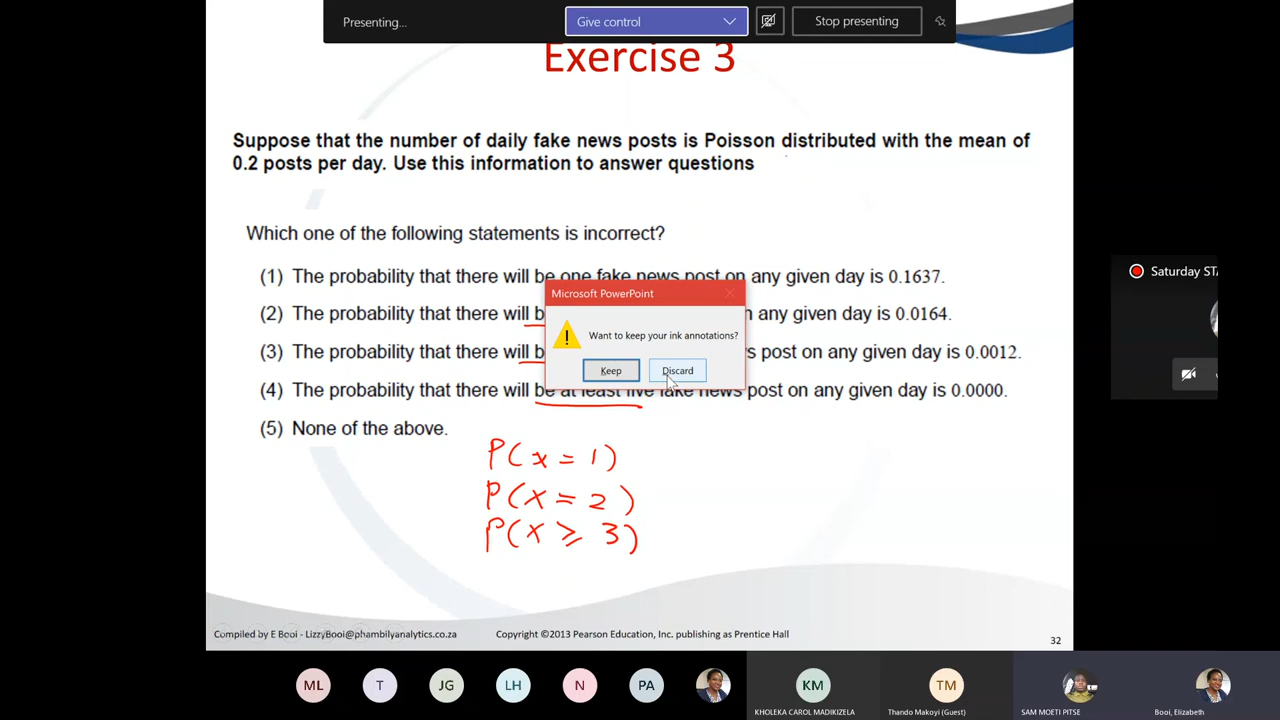 Presenting...
Give control
Stop presenting
Exercise 3
Suppose that the number of daily fake news posts is Poisson distributed with the mean of
0.2 posts per day. Use this information to answer questions
Which one of the following statements is incorrect?
(1) The probability that there will be one fake news post on any given day is 0.1637.
(2) The probability that there will b n any given day is 0.0164.
(3) The probability that there will b s post on any given day is 0.0012.
(4) The probability that there will be at least five fake news post on any given day is 0.0000.
(5) None of the above.
Microsoft PowerPoint
Want to keep your ink annotations?
Keep
Discard
P(x = 1)
P(x = 2)
P(x ≥ 3)
Saturday STA
Compiled by E Booi - LizzyBooi@phambilyanalytics.co.za
Copyright ©2013 Pearson Education, Inc. publishing as Prentice Hall
32
ML
T
JG
LH
N
PA
KM
TM
KHOLEKA CAROL MADIKIZELA
Thando Makoyi (Guest)
SAM MOETI PITSE
Booi, Elizabeth